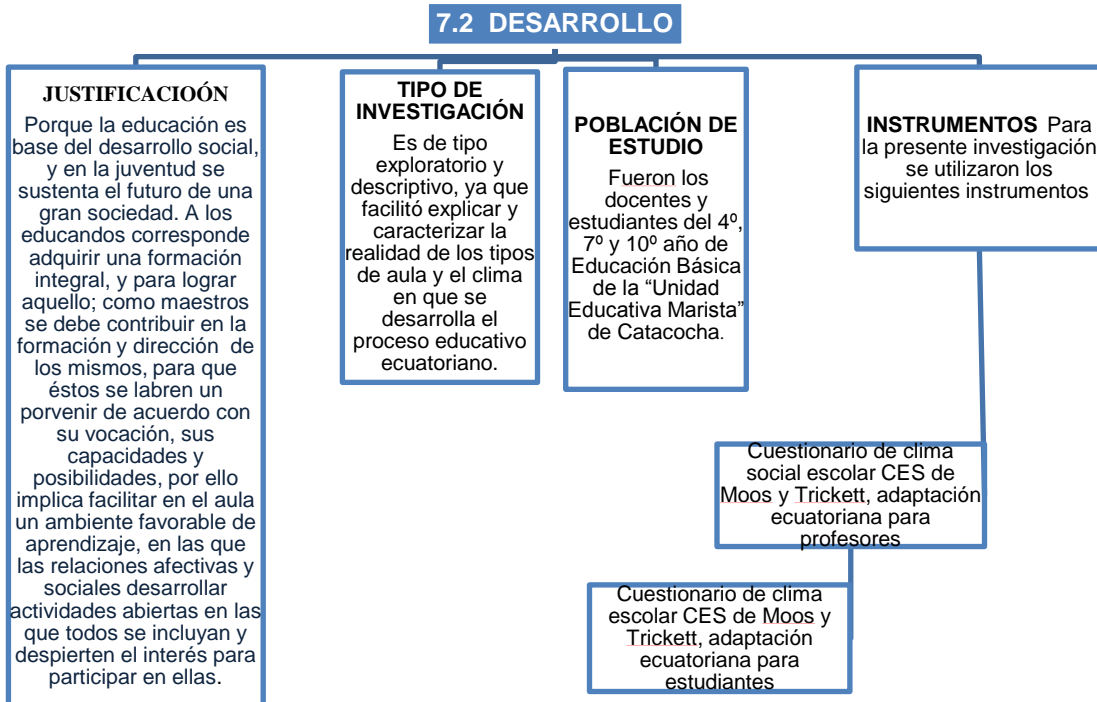 7.2 DESARROLLO
JUSTIFICACIOÓN
Porque la educación es
base del desarrollo social,
y en la juventud se
sustenta el futuro de una
gran sociedad. A los
educandos corresponde
adquirir una formación
integral, y para lograr
aquello; como maestros
se debe contribuir en la
formación y dirección de
los mismos, para que
éstos se labren un
porvenir de acuerdo con
su vocación, sus
capacidades y
posibilidades, por ello
implica facilitar en el aula
un ambiente favorable de
aprendizaje, en las que
las relaciones afectivas y
sociales desarrollar
actividades abiertas en las
que todos se incluyan y
despierten el interés para
participar en ellas.
TIPO DE
INVESTIGACIÓN
Es de tipo
exploratorio y
descriptivo, ya que
facilitó explicar y
caracterizar la
realidad de los tipos
de aula y el clima
en que se
desarrolla el
proceso educativo
ecuatoriano.
POBLACIÓN DE
ESTUDIO
Fueron los
docentes y
estudiantes del 4º,
7º y 10º año de
Educación Básica
de la “Unidad
Educativa Marista”
de Catacocha.
INSTRUMENTOS Para
la presente investigación
se utilizaron los
siguientes instrumentos
Cuestionario de clima
social escolar CES de
Moos y Trickett, adaptación
ecuatoriana para
profesores
Cuestionario de clima
escolar CES de Moos y
Trickett, adaptación
ecuatoriana para
estudiantes